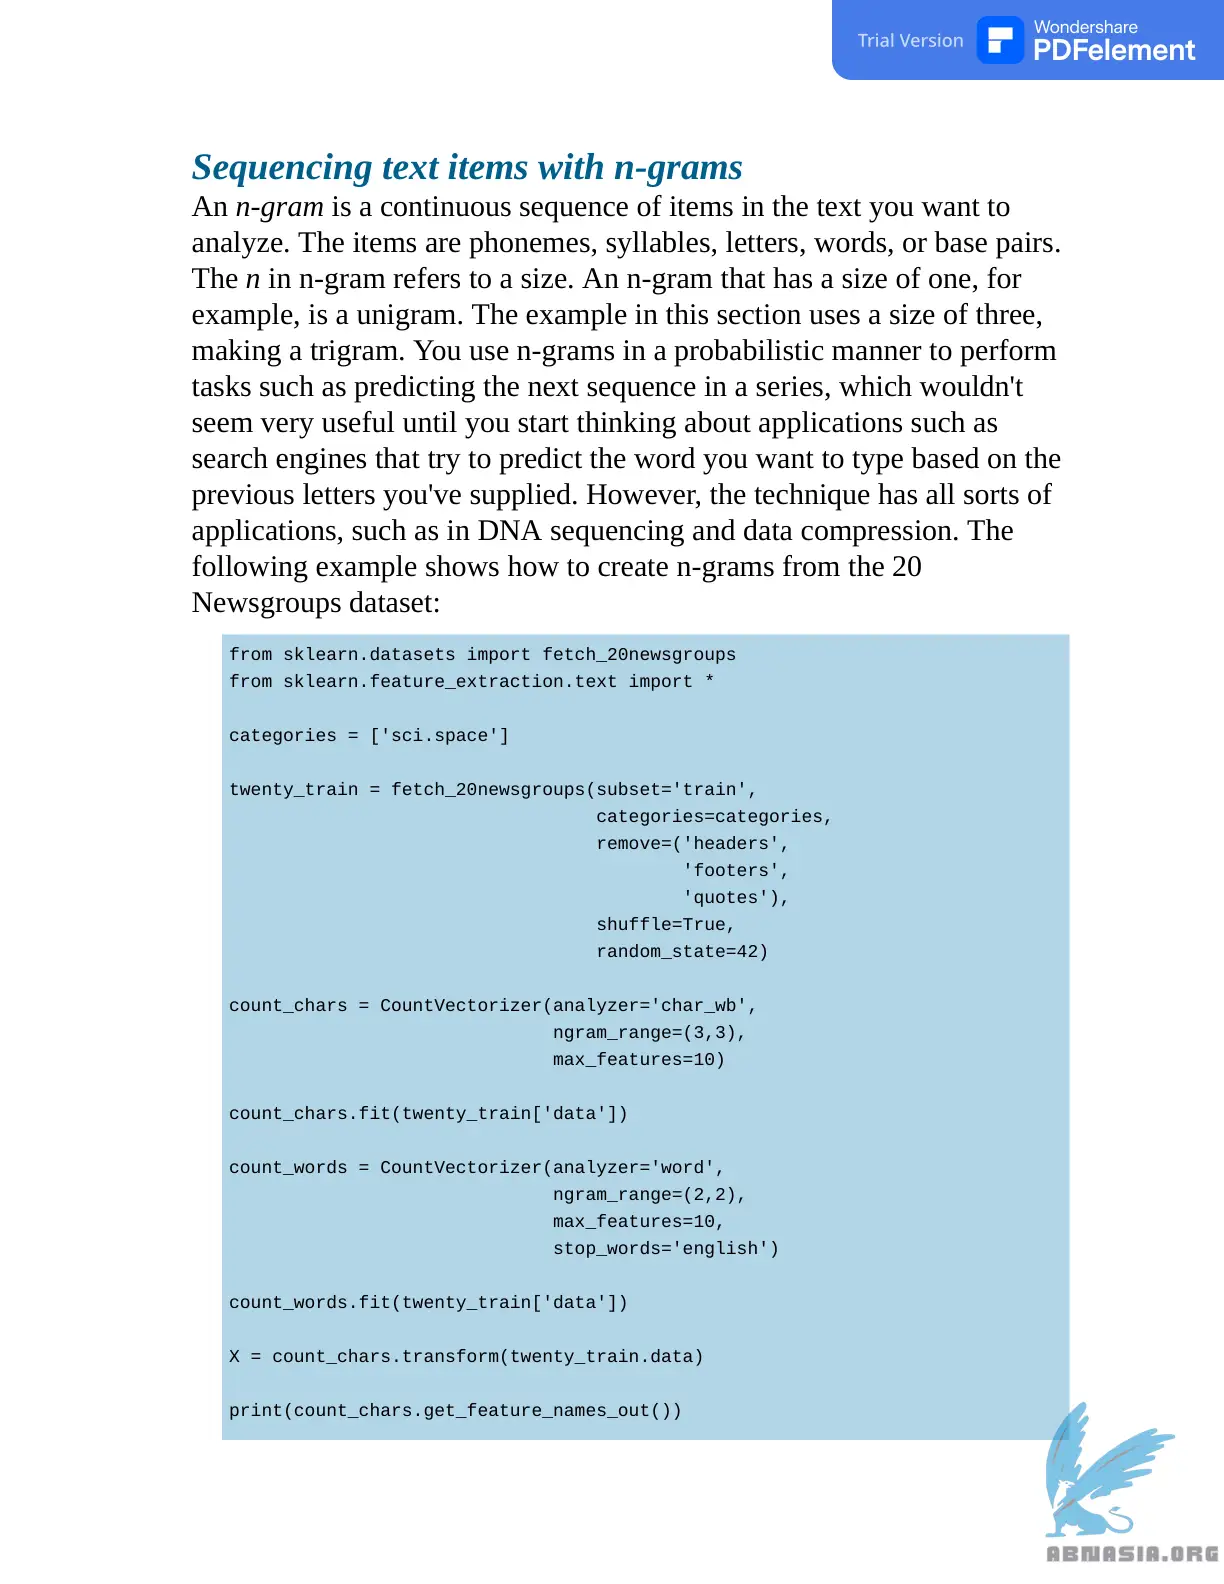 Trial Version
Wondershare
PDFelement
Sequencing text items with n-grams
An n-gram is a continuous sequence of items in the text you want to
analyze. The items are phonemes, syllables, letters, words, or base pairs.
The n in n-gram refers to a size. An n-gram that has a size of one, for
example, is a unigram. The example in this section uses a size of three,
making a trigram. You use n-grams in a probabilistic manner to perform
tasks such as predicting the next sequence in a series, which wouldn't
seem very useful until you start thinking about applications such as
search engines that try to predict the word you want to type based on the
previous letters you've supplied. However, the technique has all sorts of
applications, such as in DNA sequencing and data compression. The
following example shows how to create n-grams from the 20
Newsgroups dataset:
from sklearn.datasets import fetch_20newsgroups
from sklearn.feature_extraction.text import *

categories = ['sci.space']

twenty_train = fetch_20newsgroups(subset='train',
                                  categories=categories,
                                  remove=('headers',
                                          'footers',
                                          'quotes'),
                                  shuffle=True,
                                  random_state=42)

count_chars = CountVectorizer(analyzer='char_wb',
                              ngram_range=(3,3),
                              max_features=10)

count_chars.fit(twenty_train['data'])

count_words = CountVectorizer(analyzer='word',
                              ngram_range=(2,2),
                              max_features=10,
                              stop_words='english')

count_words.fit(twenty_train['data'])

X = count_chars.transform(twenty_train.data)

print(count_chars.get_feature_names_out())
ABNASIA.ORG